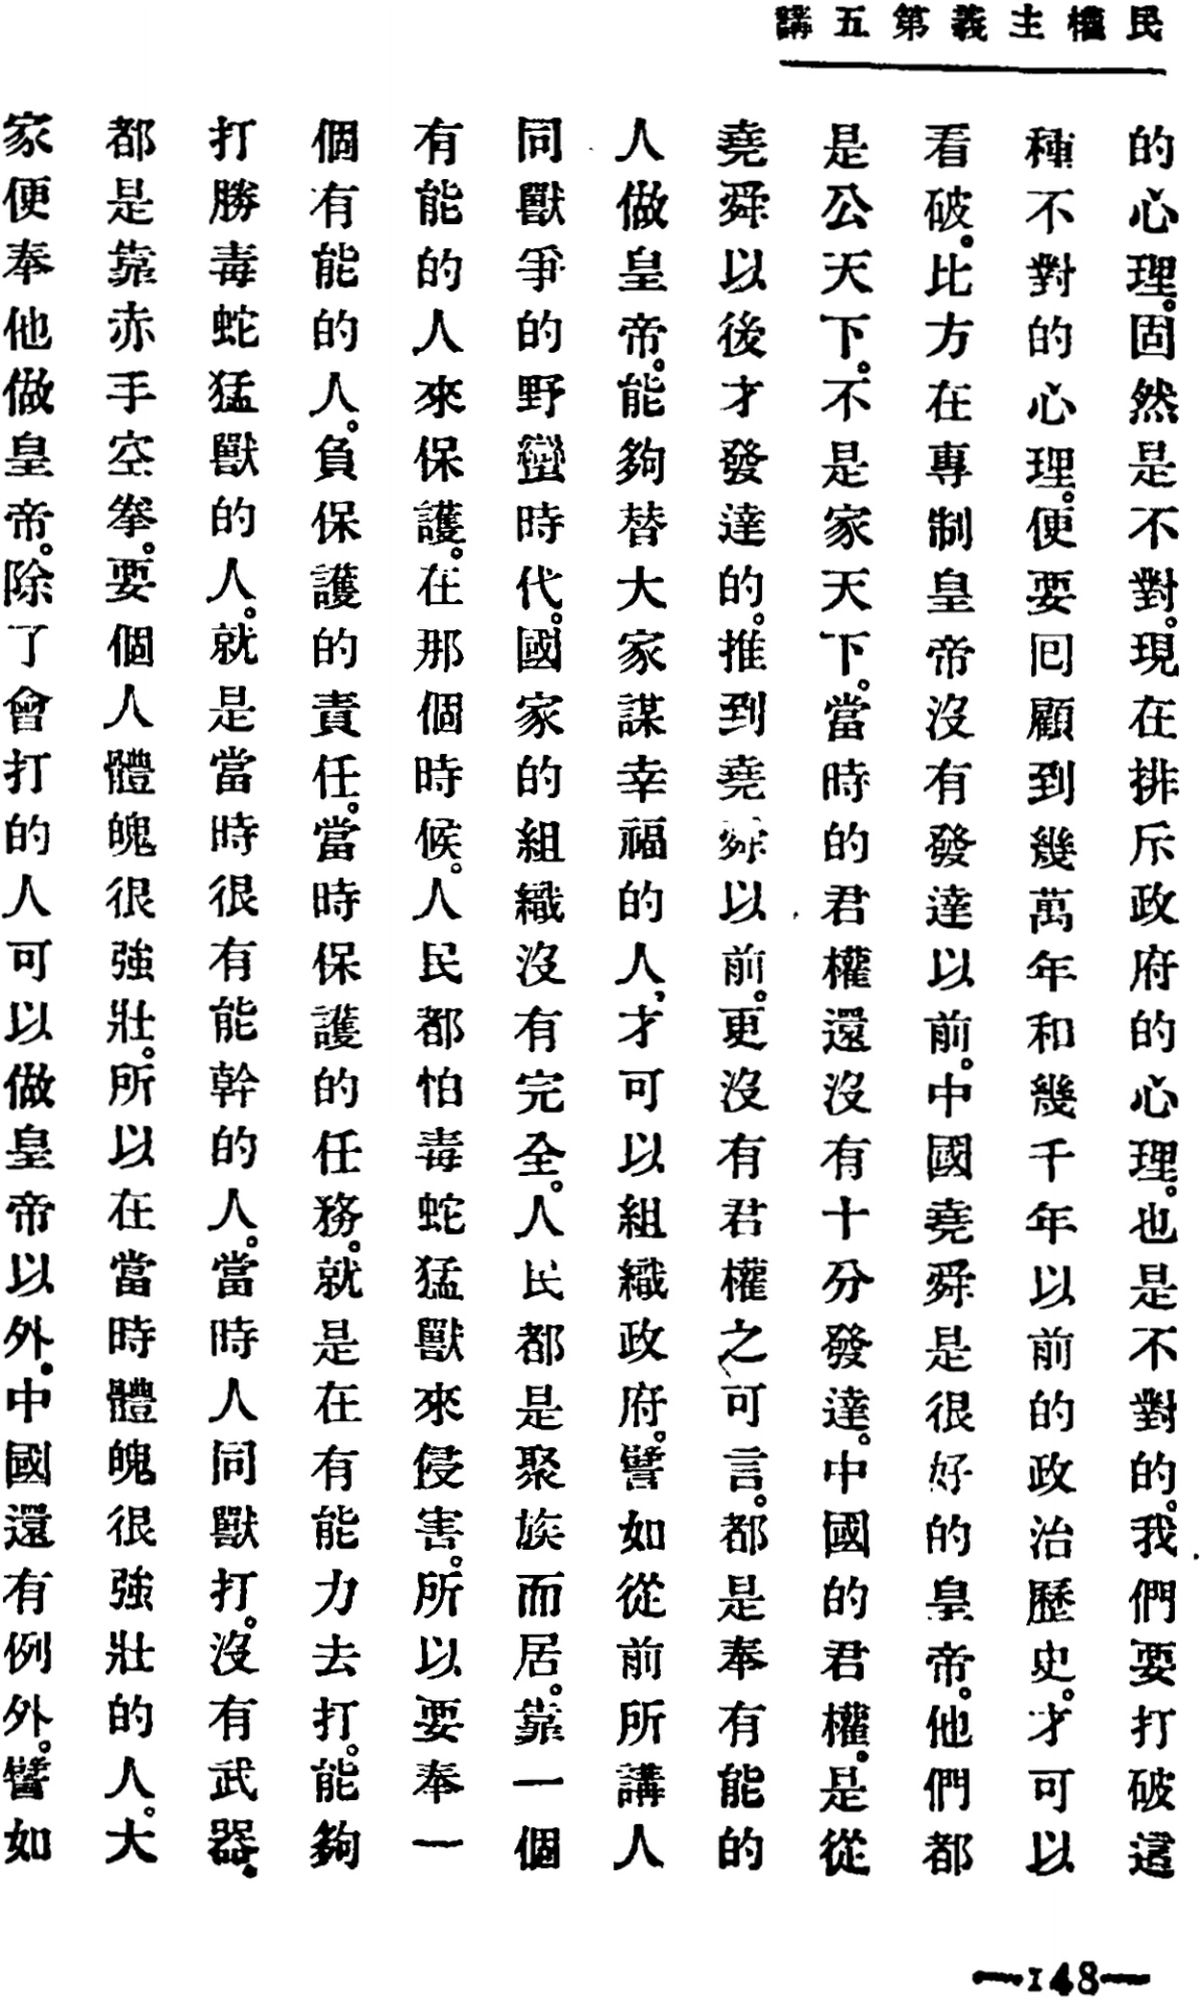 民權主義第五講
的心理。固然是不對。現在排斥政府的心理。也是不對的。我們要打破這
種不對的心理。便要回顧到幾萬年和幾千年以前的政治歷史。才可以
看破。比方在專制皇帝沒有發達以前。中國堯舜是很好的皇帝。他們都
是公天下。不是家天下。當時的君權還沒有十分發達。中國的君權。是從
堯舜以後才發達的。推到堯舜以前。更沒有君權之可言。都是奉有能的
人做皇帝。能夠替大家謀幸福的人，才可以組織政府。譬如從前所講人
同獸爭的野蠻時代。國家的組織沒有完全。人民都是聚族而居。靠一個
有能的人來保護。在那個時候。人民都怕毒蛇猛獸來侵害。所以要奉一
個有能的人。負保護的責任。當時保護的任務。就是在有能力去打。能夠
打勝毒蛇猛獸的人。就是當時很有能幹的人。當時人同獸打。沒有武器。
都是靠赤手空拳。要個人體魄很強壯。所以在當時體魄很強壯的人。大
家便奉他做皇帝。除了會打的人可以做皇帝以外。中國還有例外。譬如
—148—